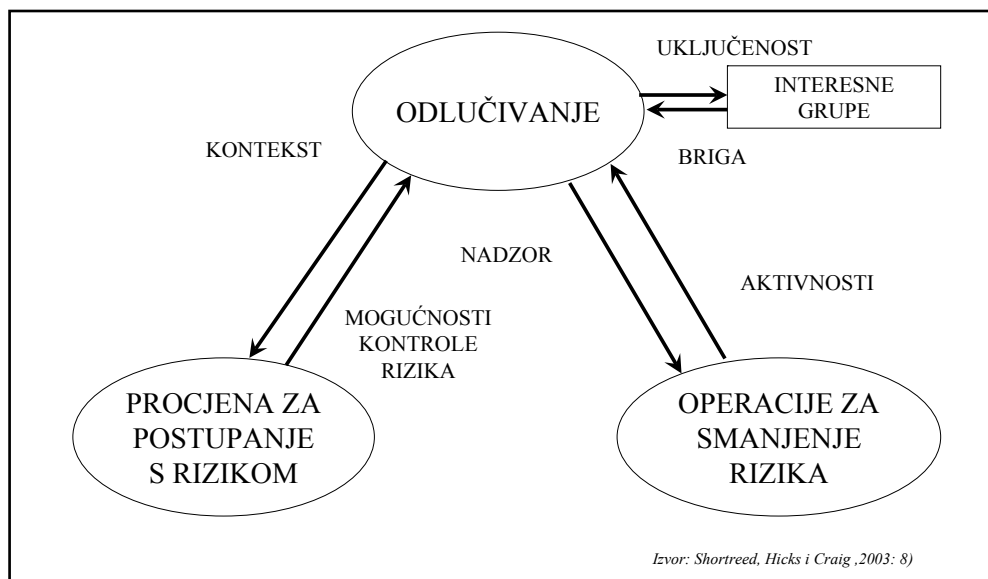 UKLJUČENOST
INTERESNE
GRUPE
ODLUČIVANJE
KONTEKST
BRIGA
NADZOR
AKTIVNOSTI
MOGUĆNOSTI
KONTROLE
RIZIKA
PROCJENA ZA
POSTUPANJE
S RIZIKOM
OPERACIJE ZA
SMANJENJE
RIZIKA
Izvor: Shortreed, Hicks i Craig ,2003: 8)